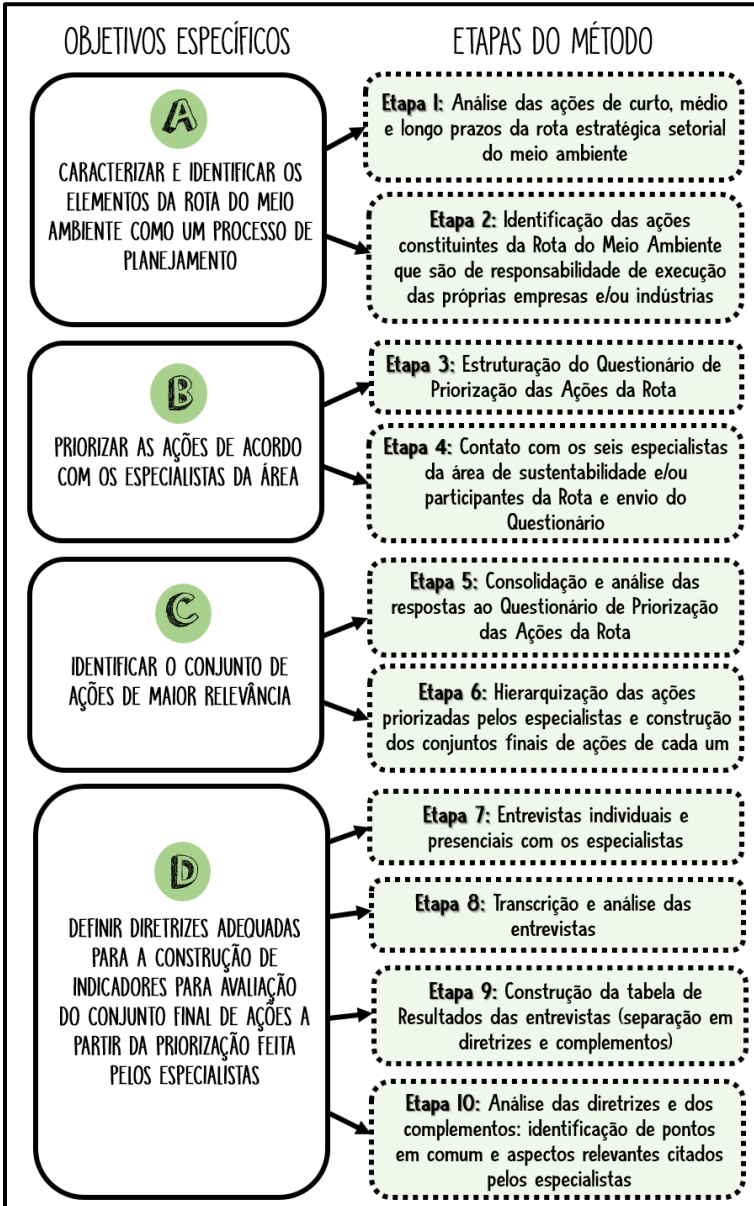 OBJETIVOS ESPECÍFICOS
ETAPAS DO MÉTODO
A
CARACTERIZAR E IDENTIFICAR OS
ELEMENTOS DA ROTA DO MEIO
AMBIENTE COMO UM PROCESSO DE
PLANEJAMENTO
Etapa 1: Análise das ações de curto, médio
e longo prazos da rota estratégica setorial
do meio ambiente
Etapa 2: Identificação das ações
constituintes da Rota do Meio Ambiente
que são de responsabilidade de execução
das próprias empresas e/ou indústrias
B
PRIORIZAR AS AÇÕES DE ACORDO
COM OS ESPECIALISTAS DA ÁREA
Etapa 3: Estruturação do Questionário de
Priorização das Ações da Rota
Etapa 4: Contato com os seis especialistas
da área de sustentabilidade e/ou
participantes da Rota e envio do
Questionário
C
IDENTIFICAR O CONJUNTO DE
AÇÕES DE MAIOR RELEVÂNCIA
Etapa 5: Consolidação e análise das
respostas ao Questionário de Priorização
das Ações da Rota
Etapa 6: Hierarquização das ações
priorizadas pelos especialistas e construção
dos conjuntos finais de ações de cada um
D
DEFINIR DIRETRIZES ADEQUADAS
PARA A CONSTRUÇÃO DE
INDICADORES PARA AVALIAÇÃO
DO CONJUNTO FINAL DE AÇÕES A
PARTIR DA PRIORIZAÇÃO FEITA
PELOS ESPECIALISTAS
Etapa 7: Entrevistas individuais e
presenciais com os especialistas
Etapa 8: Transcrição e análise das
entrevistas
Etapa 9: Construção da tabela de
Resultados das entrevistas (separação em
diretrizes e complementos)
Etapa 10: Análise das diretrizes e dos
complementos: identificação de pontos
em comum e aspectos relevantes citados
pelos especialistas